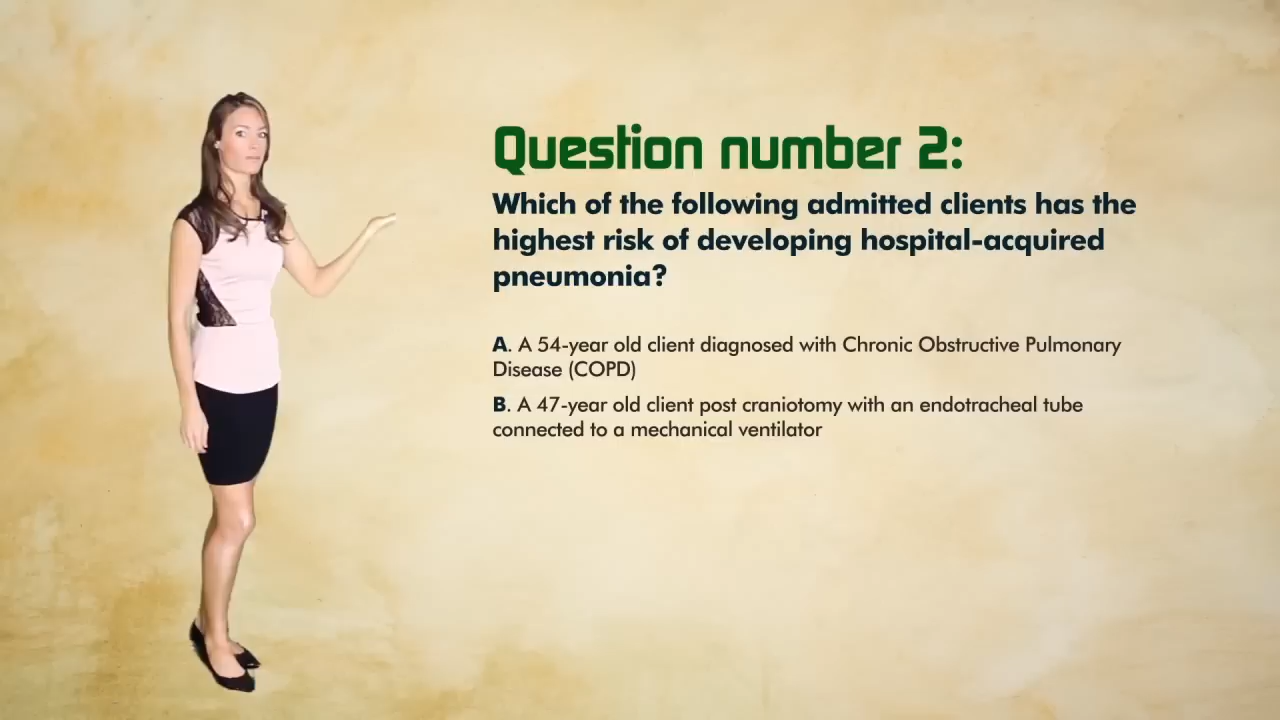 Question number 2:
Which of the following admitted clients has the
highest risk of developing hospital-acquired
pneumonia?
A. A 54-year old client diagnosed with Chronic Obstructive Pulmonary
Disease (COPD)
B. A 47-year old client post craniotomy with an endotracheal tube
connected to a mechanical ventilator